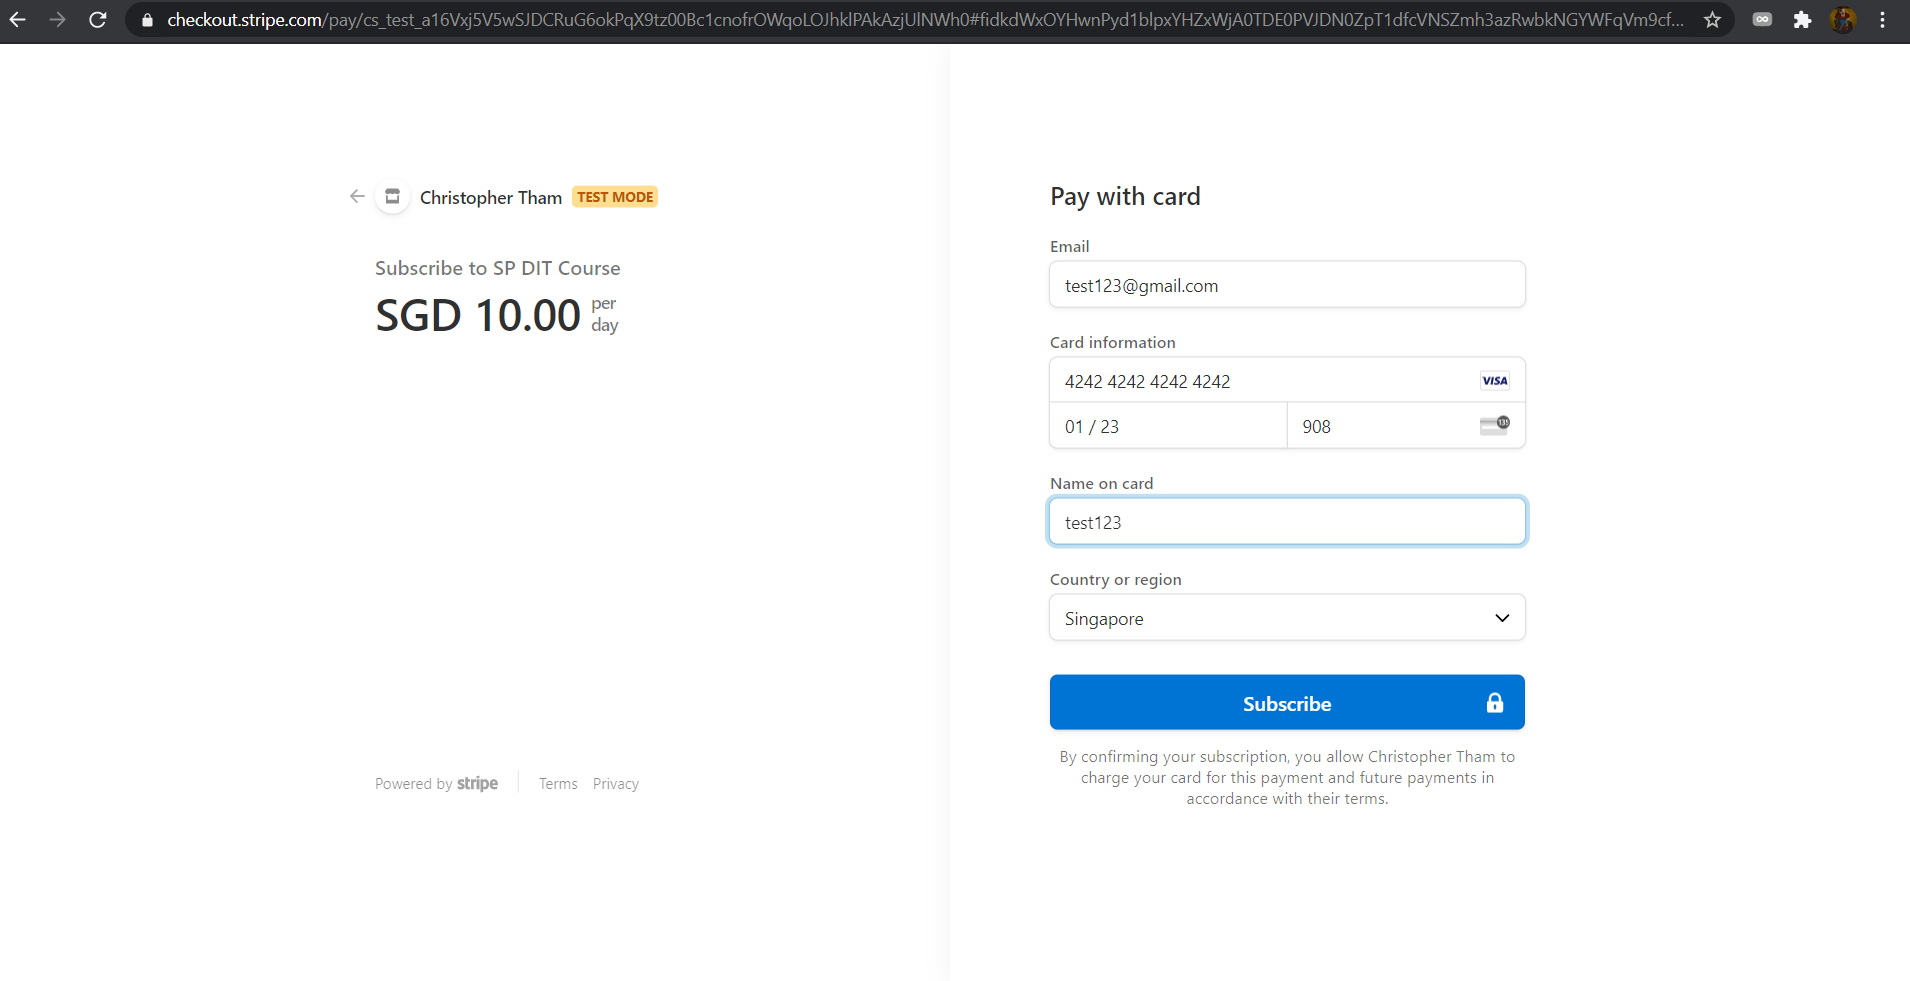 checkout.stripe.com/pay/cs_test_a16Vxj5V5wSJDCRuG6okPqX9tz00Bc1cnofrOWqoLOJhklPAkAzjUlNWh0#fidkdWxOYHwnPyd1blpxYHZxWjA0TDE0PVJDN0ZpT1dfcVNSZmh3azRwbkNGYWFqVm9cf...
Christopher Tham TEST MODE
Subscribe to SP DIT Course
SGD 10.00 per
day
Powered by stripe Terms Privacy
Pay with card
Email
test123@gmail.com
Card information
4242 4242 4242 4242 VISA
01 / 23 908 135
Name on card
test123
Country or region
Singapore
Subscribe
By confirming your subscription, you allow Christopher Tham to
charge your card for this payment and future payments in
accordance with their terms.